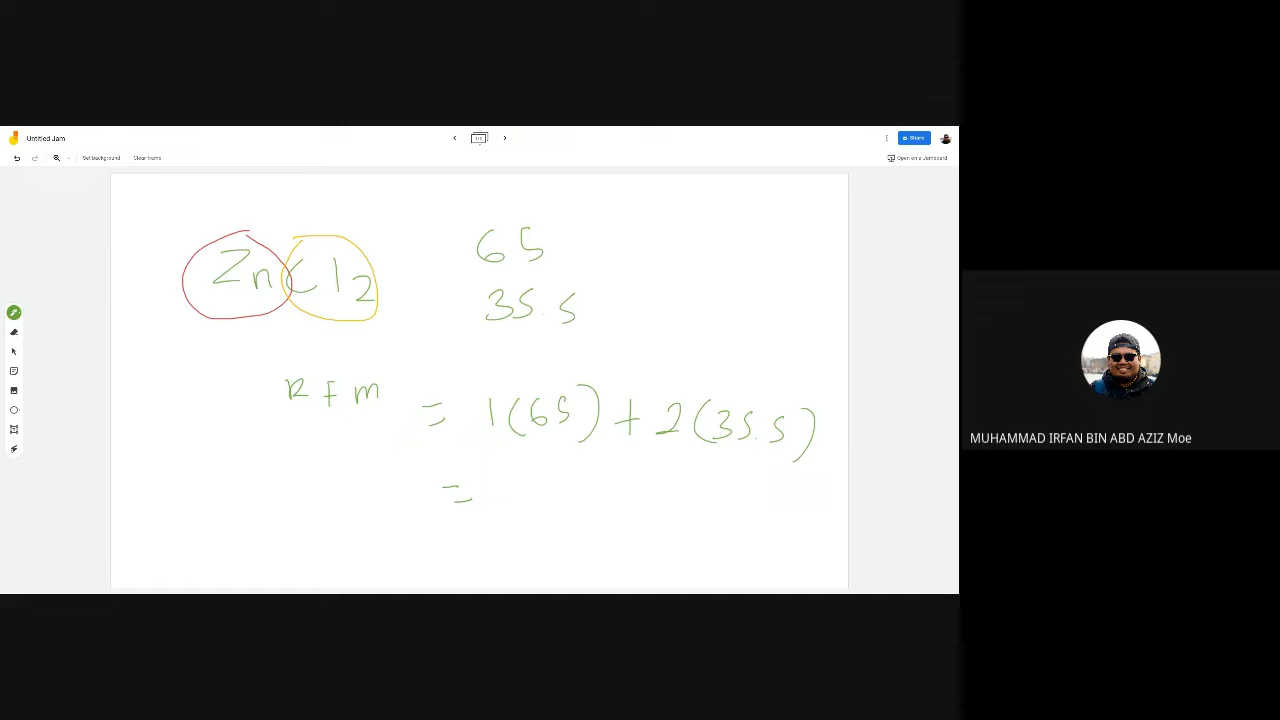 Untitled Jam
Share
Set background
Clear frame
Open on a Jamboard
ZnCl2
65
35.5
RFM = 1(65) + 2(35.5)
=
MUHAMMAD IRFAN BIN ABD AZIZ Moe